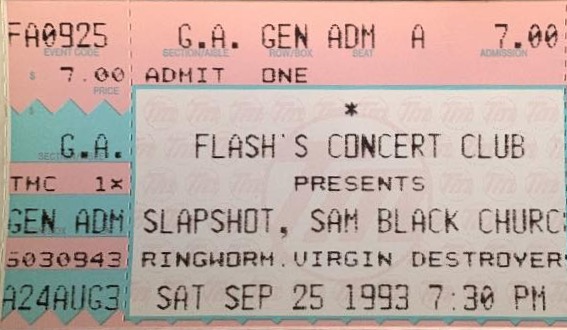 FA0925 G.A. GEN ADM A 7.00
EVENT CODE SECTION/AISLE ROW/BOX SEAT ADMISSION
$ 7.00 ADMIT ONE
PRICE
*
G.A. FLASH'S CONCERT CLUB
TMC 1x PRESENTS
GEN ADM SLAPSHOT, SAM BLACK CHURC
5030943 RINGWORM.VIRGIN DESTROYER
A24AUG3 SAT SEP 25 1993 7:30 PM